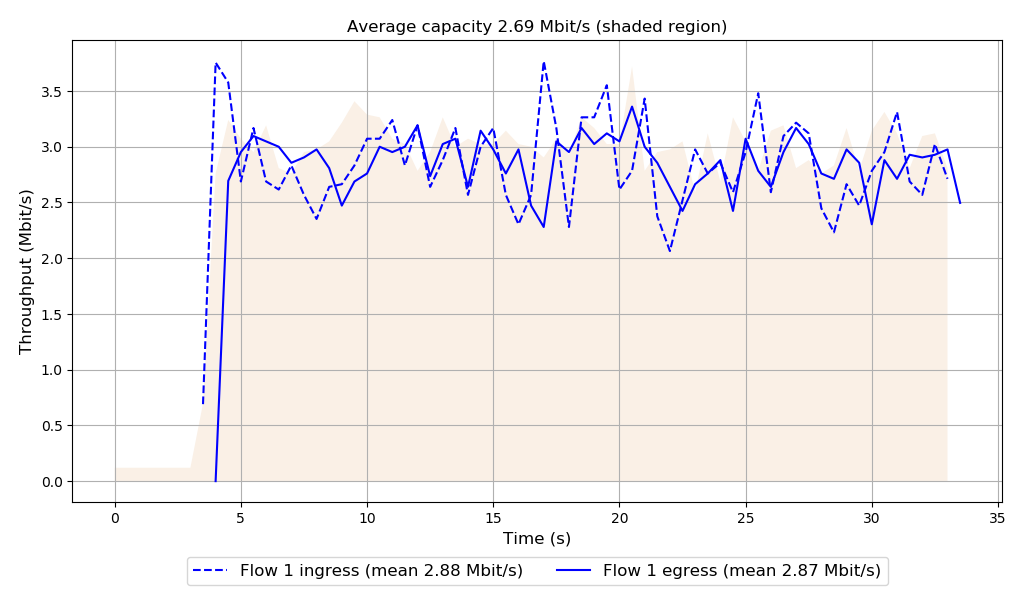 Average capacity 2.69 Mbit/s (shaded region)
Throughput (Mbit/s)
3.5
3.0
2.5
2.0
1.5
1.0
0.5
0.0
0 5 10 15 20 25 30 35
Time (s)
Flow 1 ingress (mean 2.88 Mbit/s) Flow 1 egress (mean 2.87 Mbit/s)